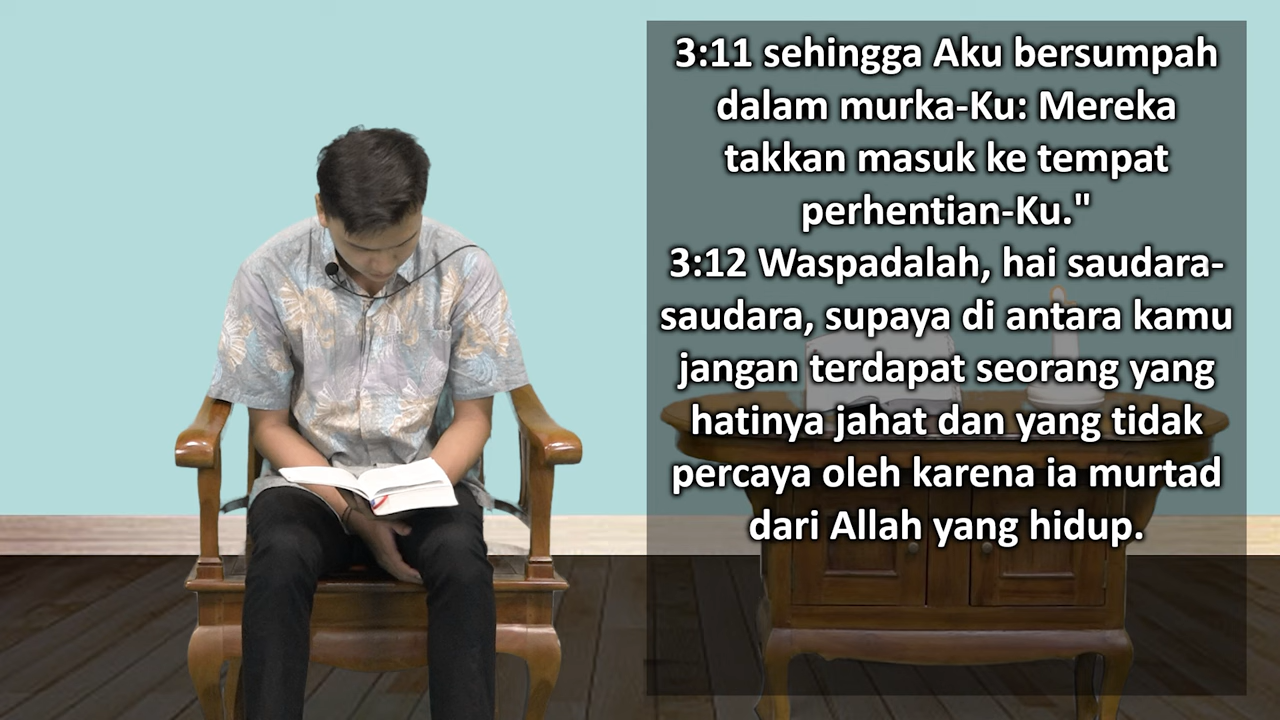 3:11 sehingga Aku bersumpah
dalam murka-Ku: Mereka
takkan masuk ke tempat
perhentian-Ku."
3:12 Waspadalah, hai saudara-
saudara, supaya di antara kamu
jangan terdapat seorang yang
hatinya jahat dan yang tidak
percaya oleh karena ia murtad
dari Allah yang hidup.